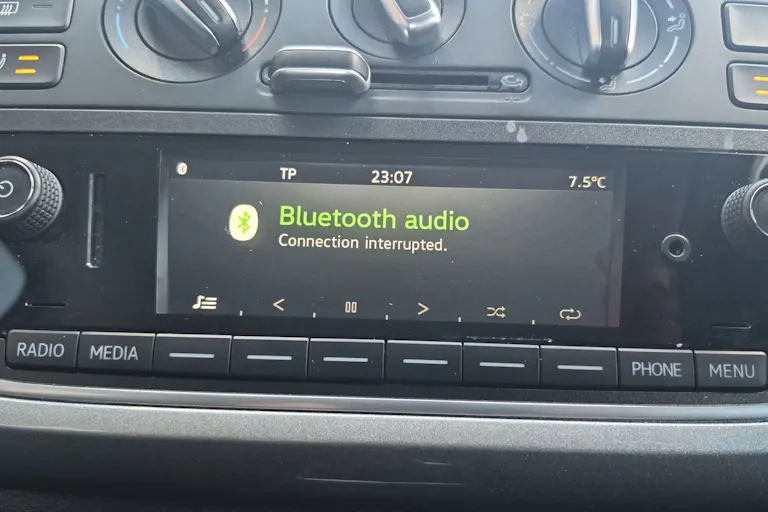 TP 23:07 7.5°C
Bluetooth audio
Connection interrupted.
RADIO MEDIA PHONE MENU